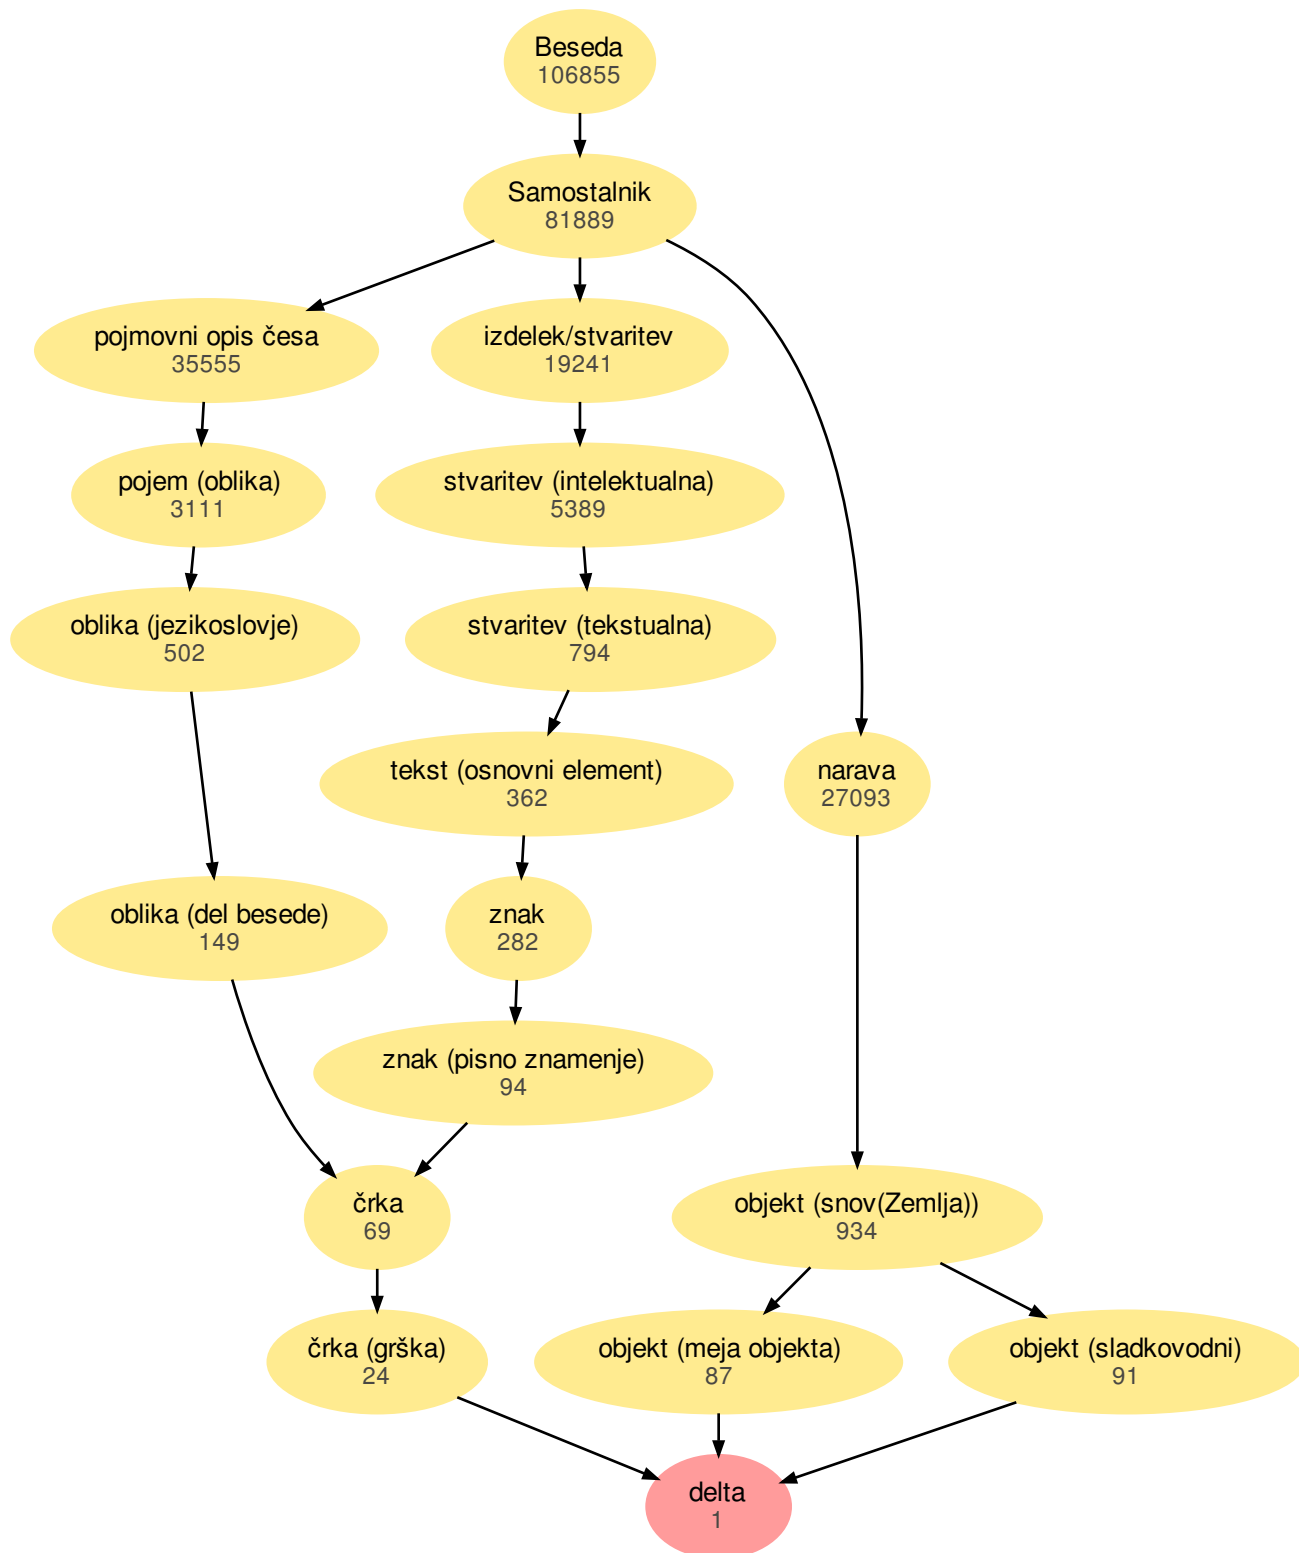 Beseda
106855
Samostalnik
81889
pojmovni opis česa
35555
izdelek/stvaritev
19241
pojem (oblika)
3111
stvaritev (intelektualna)
5389
oblika (jezikoslovje)
502
stvaritev (tekstualna)
794
tekst (osnovni element)
362
narava
27093
oblika (del besede)
149
znak
282
znak (pisno znamenje)
94
črka
69
objekt (snov(Zemlja))
934
črka (grška)
24
objekt (meja objekta)
87
objekt (sladkovodni)
91
delta
1